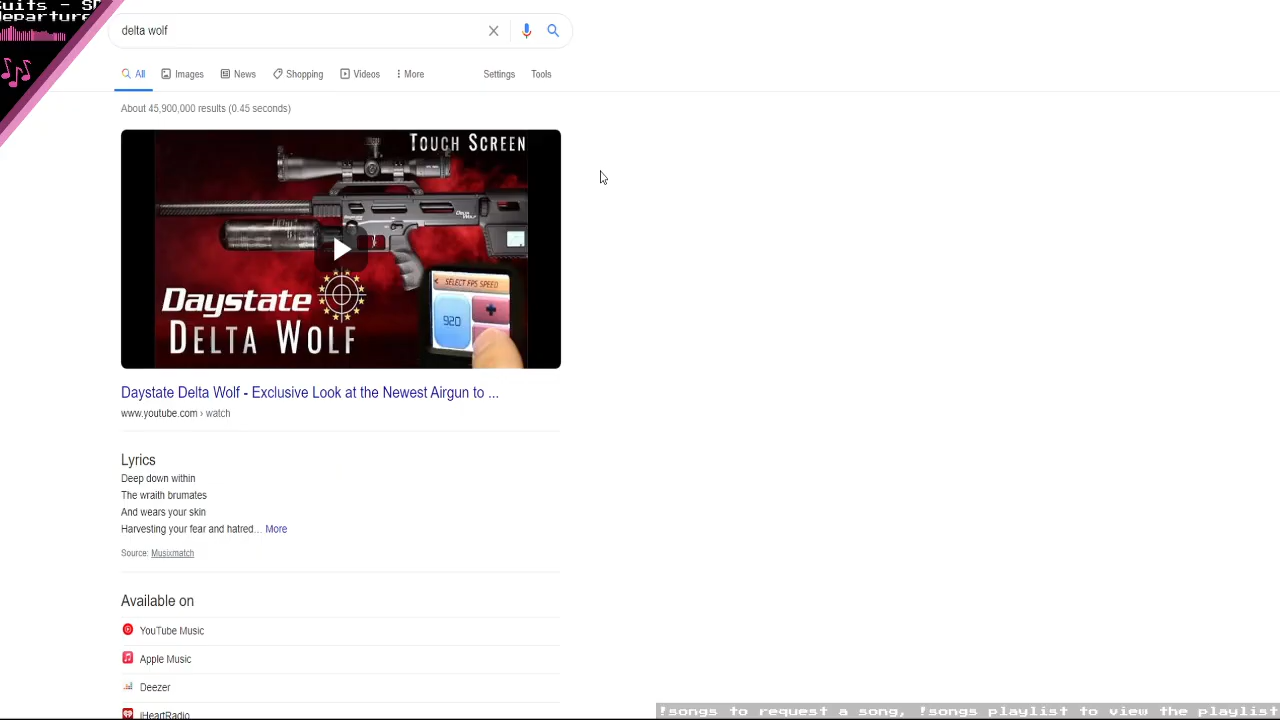 Suits -
departure
delta wolf
All
Images
News
Shopping
Videos
More
Settings
Tools
About 45,900,000 results (0.45 seconds)
TOUCH SCREEN
DELTA WOLF
SELECT FPS SPEED
920
Daystate
DELTA WOLF
Daystate Delta Wolf - Exclusive Look at the Newest Airgun to ...
www.youtube.com › watch
Lyrics
Deep down within
The wraith brumates
And wears your skin
Harvesting your fear and hatred... More
Source: Musixmatch
Available on
YouTube Music
Apple Music
Deezer
iHeartRadio
!songs to request a song, !songs playlist to view the playlist